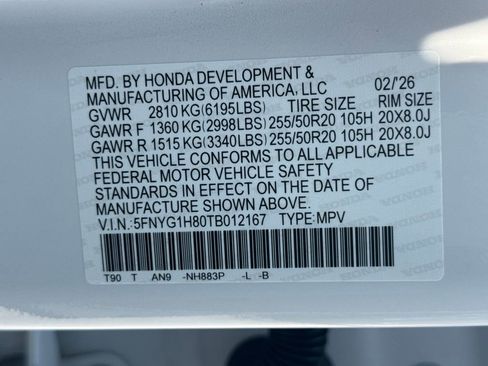 MFD. BY HONDA DEVELOPMENT &
MANUFACTURING OF AMERICA, LLC 02/'26
GVWR 2810 KG(6195LBS) TIRE SIZE RIM SIZE
GAWR F 1360 KG(2998LBS) 255/50R20 105H 20X8.0J
GAWR R 1515 KG(3340LBS) 255/50R20 105H 20X8.0J
THIS VEHICLE CONFORMS TO ALL APPLICABLE
FEDERAL MOTOR VEHICLE SAFETY
STANDARDS IN EFFECT ON THE DATE OF
MANUFACTURE SHOWN ABOVE.
V.I.N.:5FNYG1H80TB012167 TYPE:MPV
T90 T AN9 -NH883P -L -B